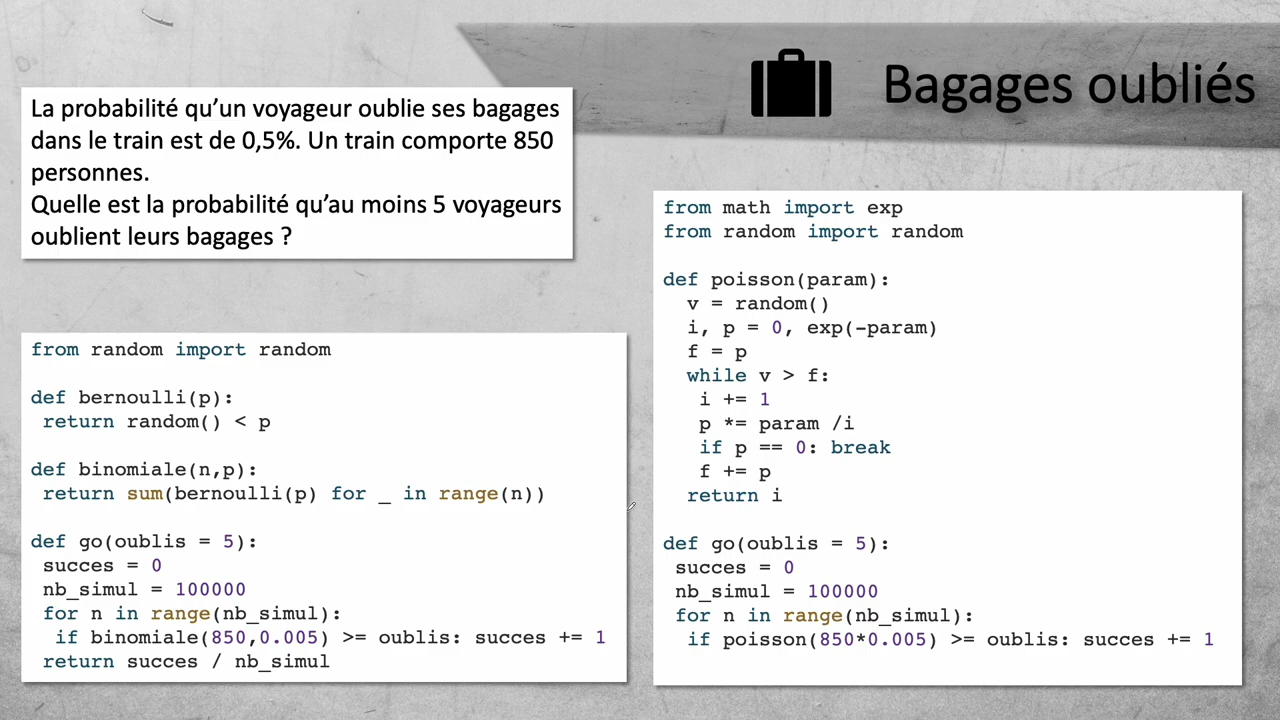 Bagages oubliés
La probabilité qu’un voyageur oublie ses bagages
dans le train est de 0,5%. Un train comporte 850
personnes.
Quelle est la probabilité qu’au moins 5 voyageurs
oublient leurs bagages ?
from random import random
def bernoulli(p):
 return random() < p
def binomiale(n,p):
 return sum(bernoulli(p) for _ in range(n))
def go(oublis = 5):
 succes = 0
 nb_simul = 100000
 for n in range(nb_simul):
  if binomiale(850,0.005) >= oublis: succes += 1
 return succes / nb_simul
from math import exp
from random import random
def poisson(param):
  v = random()
  i, p = 0, exp(-param)
  f = p
  while v > f:
   i += 1
   p *= param /i
   if p == 0: break
   f += p
  return i
def go(oublis = 5):
 succes = 0
 nb_simul = 100000
 for n in range(nb_simul):
  if poisson(850*0.005) >= oublis: succes += 1